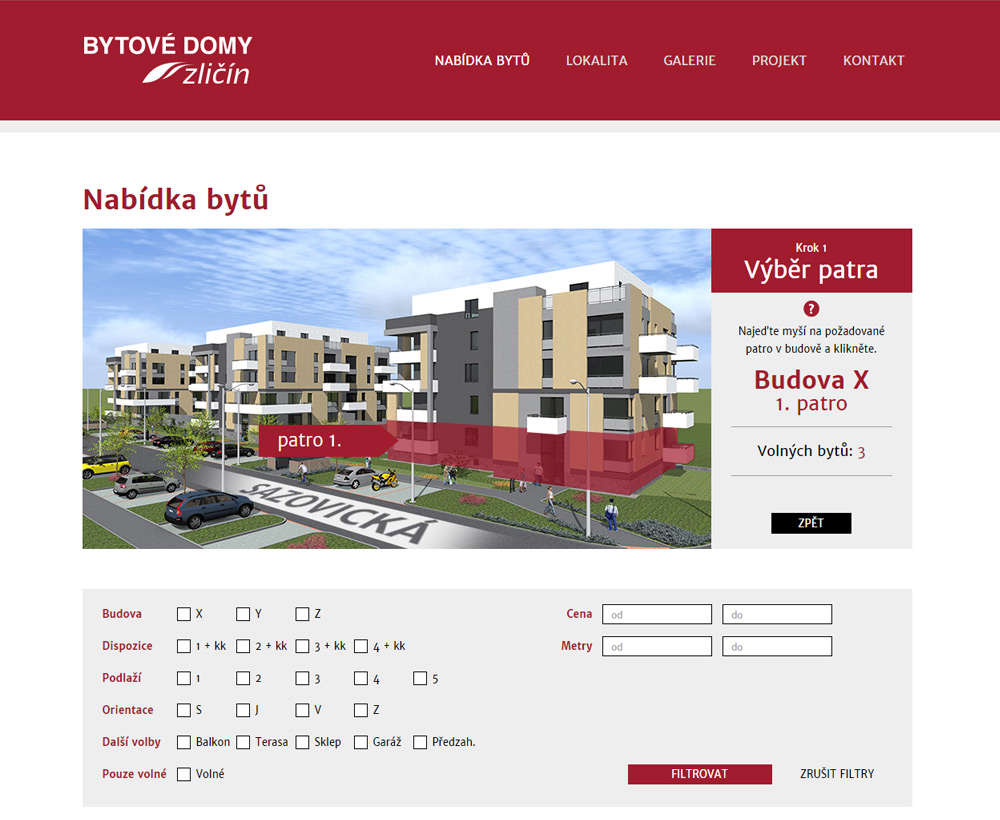 BYTOVÉ DOMY
zličín
NABÍDKA BYTŮ LOKALITA GALERIE PROJEKT KONTAKT
Nabídka bytů
patro 1.
SAZOVICKÁ
Krok 1
Výběr patra
?
Najeďte myší na požadované
patro v budově a klikněte.
Budova X
1. patro
Volných bytů: 3
ZPĚT
Budova X Y Z
Dispozice 1 + kk 2 + kk 3 + kk 4 + kk
Podlaží 1 2 3 4 5
Orientace S J V Z
Další volby Balkon Terasa Sklep Garáž Předzah.
Pouze volné Volné
Cena od do
Metry od do
FILTROVAT ZRUŠIT FILTRY